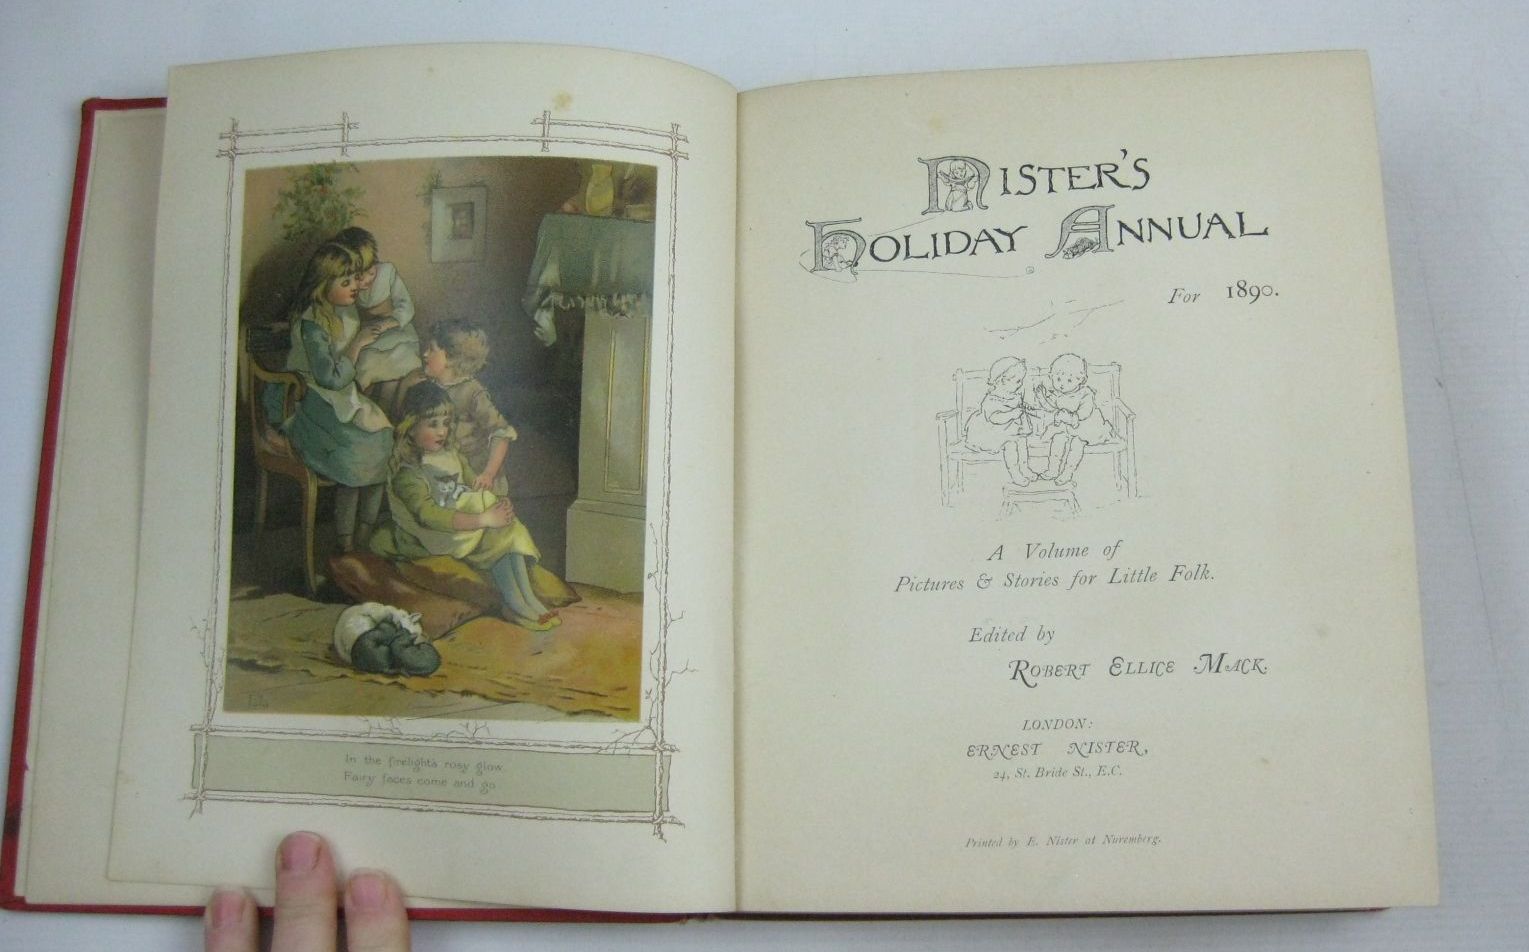 In the firelight's rosy glow
Fairy faces come and go
NISTER'S
HOLIDAY ANNUAL
For 1890.
A Volume of
Pictures & Stories for Little Folk.
Edited by
ROBERT ELLICE MACK.
LONDON:
ERNEST NISTER,
24, St. Bride St., E.C.
Printed by E. Nister at Nuremberg.